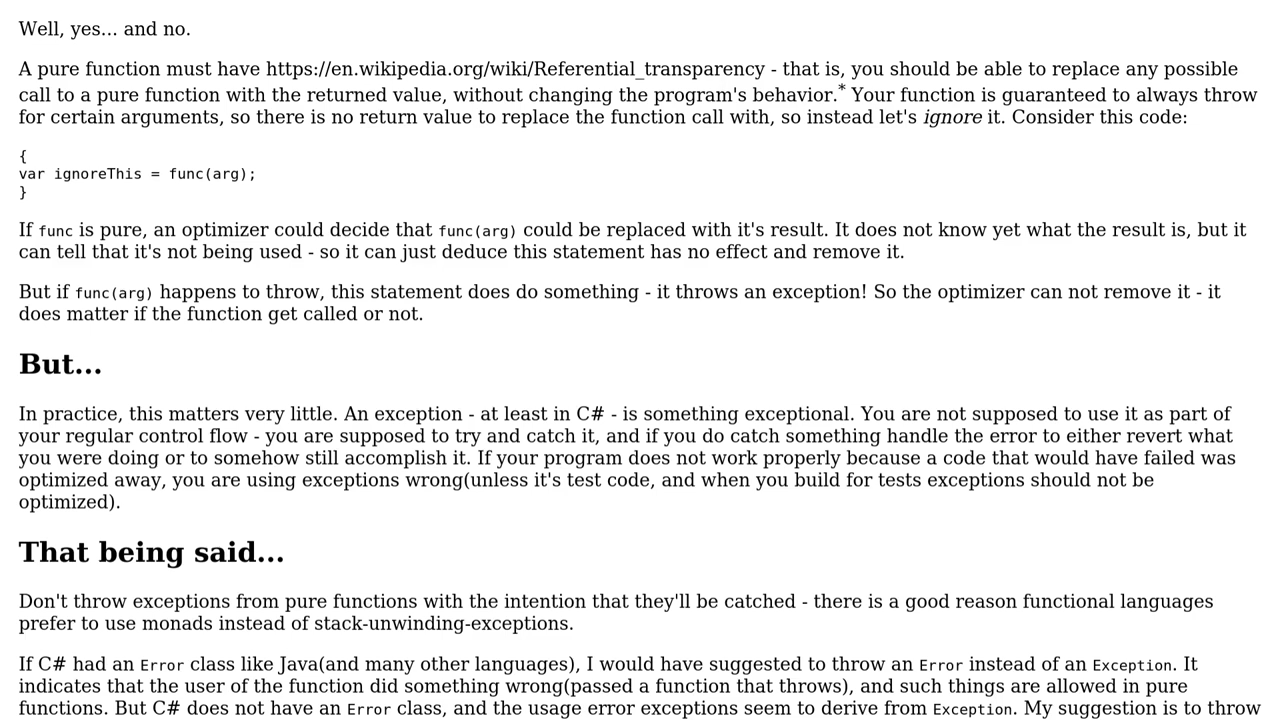 Well, yes... and no.
A pure function must have https://en.wikipedia.org/wiki/Referential_transparency - that is, you should be able to replace any possible
call to a pure function with the returned value, without changing the program's behavior.* Your function is guaranteed to always throw
for certain arguments, so there is no return value to replace the function call with, so instead let's ignore it. Consider this code:
{
var ignoreThis = func(arg);
}
If func is pure, an optimizer could decide that func(arg) could be replaced with it's result. It does not know yet what the result is, but it
can tell that it's not being used - so it can just deduce this statement has no effect and remove it.
But if func(arg) happens to throw, this statement does do something - it throws an exception! So the optimizer can not remove it - it
does matter if the function get called or not.
But...
In practice, this matters very little. An exception - at least in C# - is something exceptional. You are not supposed to use it as part of
your regular control flow - you are supposed to try and catch it, and if you do catch something handle the error to either revert what
you were doing or to somehow still accomplish it. If your program does not work properly because a code that would have failed was
optimized away, you are using exceptions wrong(unless it's test code, and when you build for tests exceptions should not be
optimized).
That being said...
Don't throw exceptions from pure functions with the intention that they'll be catched - there is a good reason functional languages
prefer to use monads instead of stack-unwinding-exceptions.
If C# had an Error class like Java(and many other languages), I would have suggested to throw an Error instead of an Exception. It
indicates that the user of the function did something wrong(passed a function that throws), and such things are allowed in pure
functions. But C# does not have an Error class, and the usage error exceptions seem to derive from Exception. My suggestion is to throw